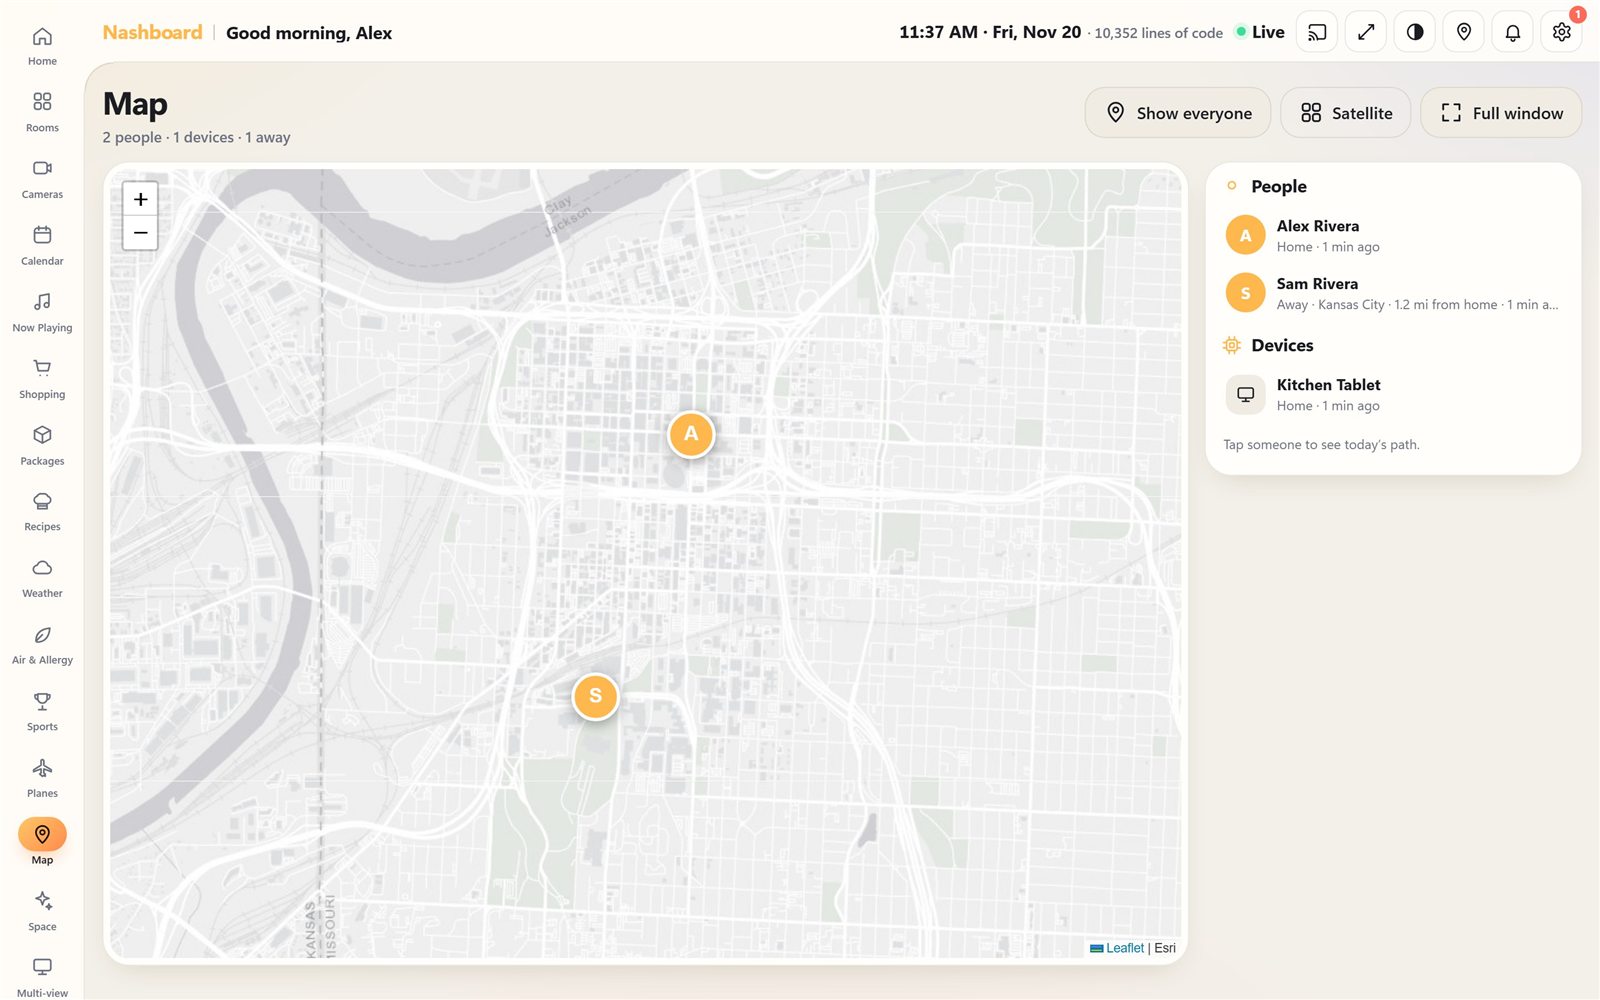 Nashboard
Good morning, Alex
11:37 AM · Fri, Nov 20 · 10,352 lines of code
Live
1
Home
Rooms
Cameras
Calendar
Now Playing
Shopping
Packages
Recipes
Weather
Air & Allergy
Sports
Planes
Map
Space
Multi-view
Map
2 people · 1 devices · 1 away
Show everyone
Satellite
Full window
+
−
Clay
Jackson
A
S
KANSAS
MISSOURI
Leaflet | Esri
People
A
Alex Rivera
Home · 1 min ago
S
Sam Rivera
Away · Kansas City · 1.2 mi from home · 1 min a...
Devices
Kitchen Tablet
Home · 1 min ago
Tap someone to see today's path.